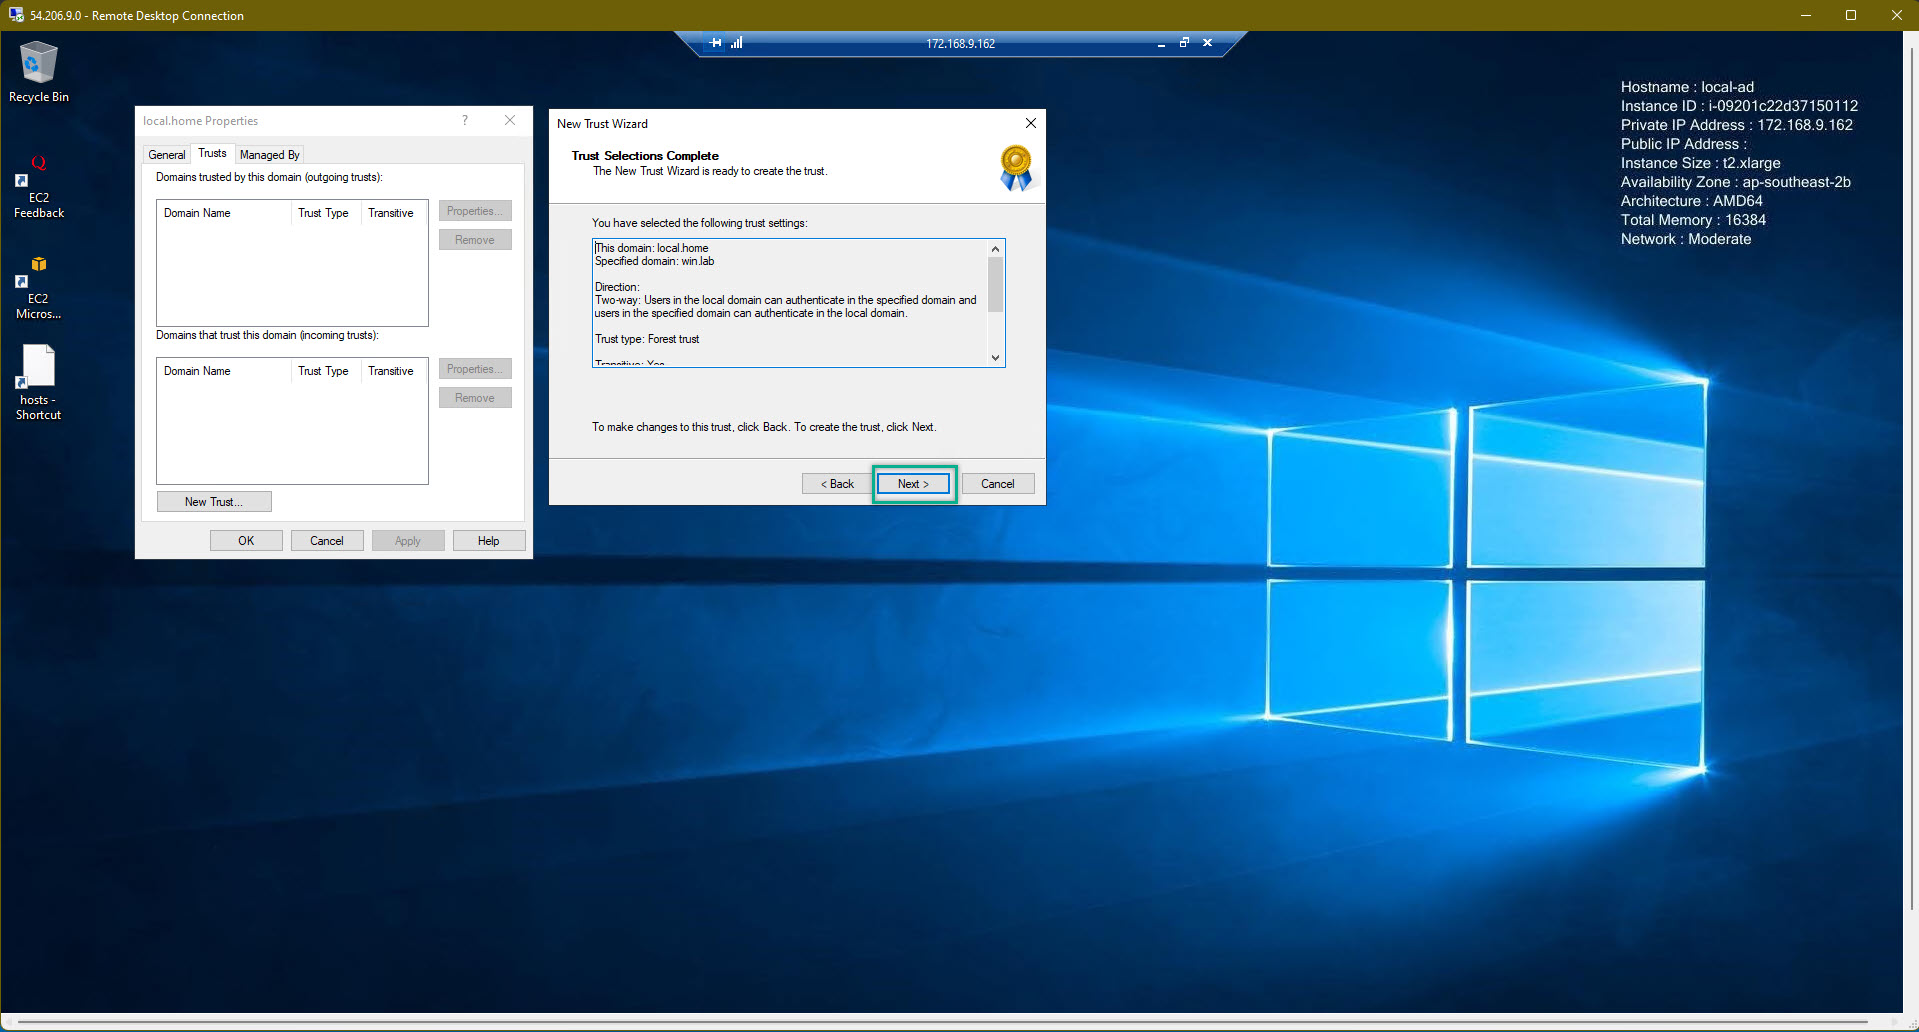 54.206.9.0 - Remote Desktop Connection
172.168.9.162
Recycle Bin
EC2
Feedback
EC2
Micros...
hosts -
Shortcut
local.home Properties
?
General
Trusts
Managed By
Domains trusted by this domain (outgoing trusts):
Domain Name
Trust Type
Transitive
Properties...
Remove
Domains that trust this domain (incoming trusts):
Domain Name
Trust Type
Transitive
Properties...
Remove
New Trust...
OK
Cancel
Apply
Help
New Trust Wizard
Trust Selections Complete
The New Trust Wizard is ready to create the trust.
You have selected the following trust settings:
This domain: local.home
Specified domain: win.lab
Direction:
Two-way: Users in the local domain can authenticate in the specified domain and
users in the specified domain can authenticate in the local domain.
Trust type: Forest trust
Transitive: Yes
To make changes to this trust, click Back. To create the trust, click Next.
< Back
Next >
Cancel
Hostname : local-ad
Instance ID : i-09201c22d37150112
Private IP Address : 172.168.9.162
Public IP Address :
Instance Size : t2.xlarge
Availability Zone : ap-southeast-2b
Architecture : AMD64
Total Memory : 16384
Network : Moderate